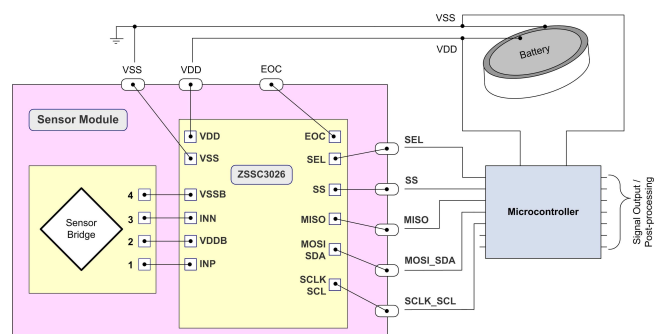 VSS
VDD
Battery
VSS VDD EOC
Sensor Module
VDD
VSS
ZSSC3026
EOC
SEL
SS
MISO
MOSI
SDA
SCLK
SCL
VSSB
INN
VDDB
INP
4
3
2
1
Sensor
Bridge
SEL
SS
MISO
MOSI_SDA
SCLK_SCL
Microcontroller
Signal Output /
Post-processing